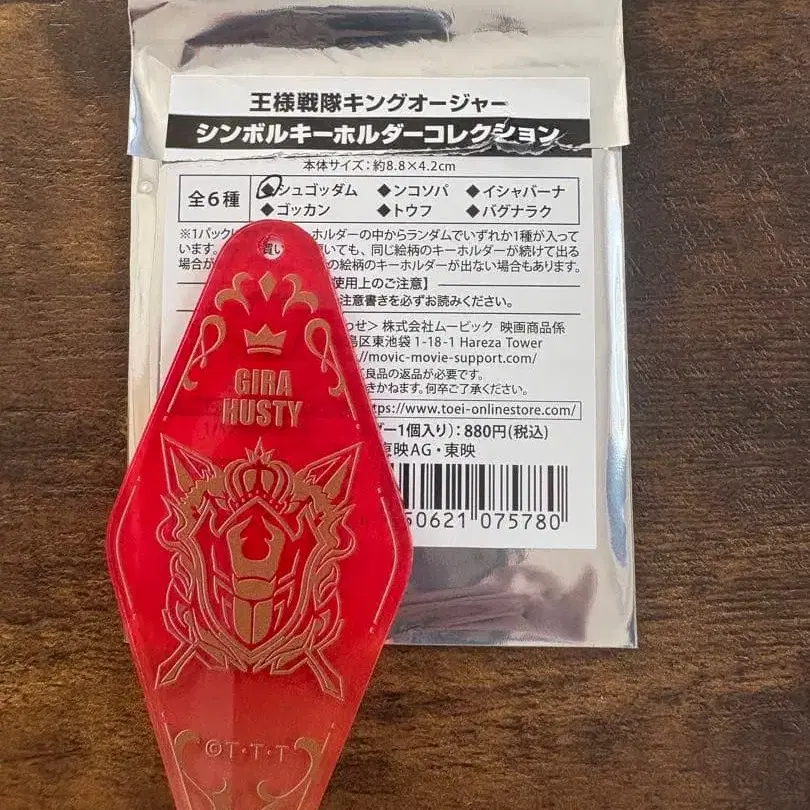 王様戦隊キングオージャー
シンボルキーホルダーコレクション
本体サイズ：約8.8×4.2cm
全6種
◆シュゴッダム ◆ンコソパ ◆イシャバーナ
◆ゴッカン ◆トウフ ◆バグナラク
※1パックに ホルダーの中からランダムでいずれか1種が入って
います。 買い ても、同じ絵柄のキーホルダーが続けて出る
場合が の絵柄のキーホルダーが出ない場合もあります。
使用上のご注意】
注意書きを必ずお読みください。
わせ＞ 株式会社ムービック 映画商品係
島区東池袋 1-18-1 Hareza Tower
//movic-movie-support.com/
良品の返品が必要です。
きかねます。何卒ご了承ください。
https://www.toei-onlinestore.com/
ー1個入り）：880円(税込)
東映AG・東映
50621 075780
GIRA
HUSTY
©T・T・T